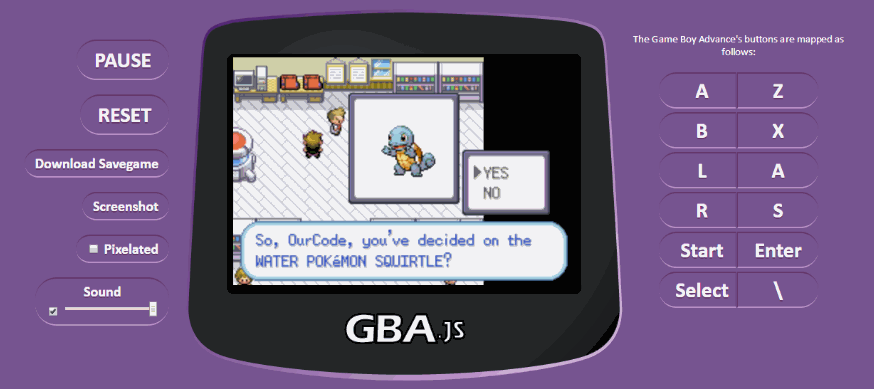 PAUSE
RESET
Download Savegame
Screenshot
Pixelated
Sound
YES
NO
So, OurCode, you've decided on the
WATER POKéMON SQUIRTLE?
GBA.JS
The Game Boy Advance's buttons are mapped as
follows:
A Z
B X
L A
R S
Start Enter
Select \